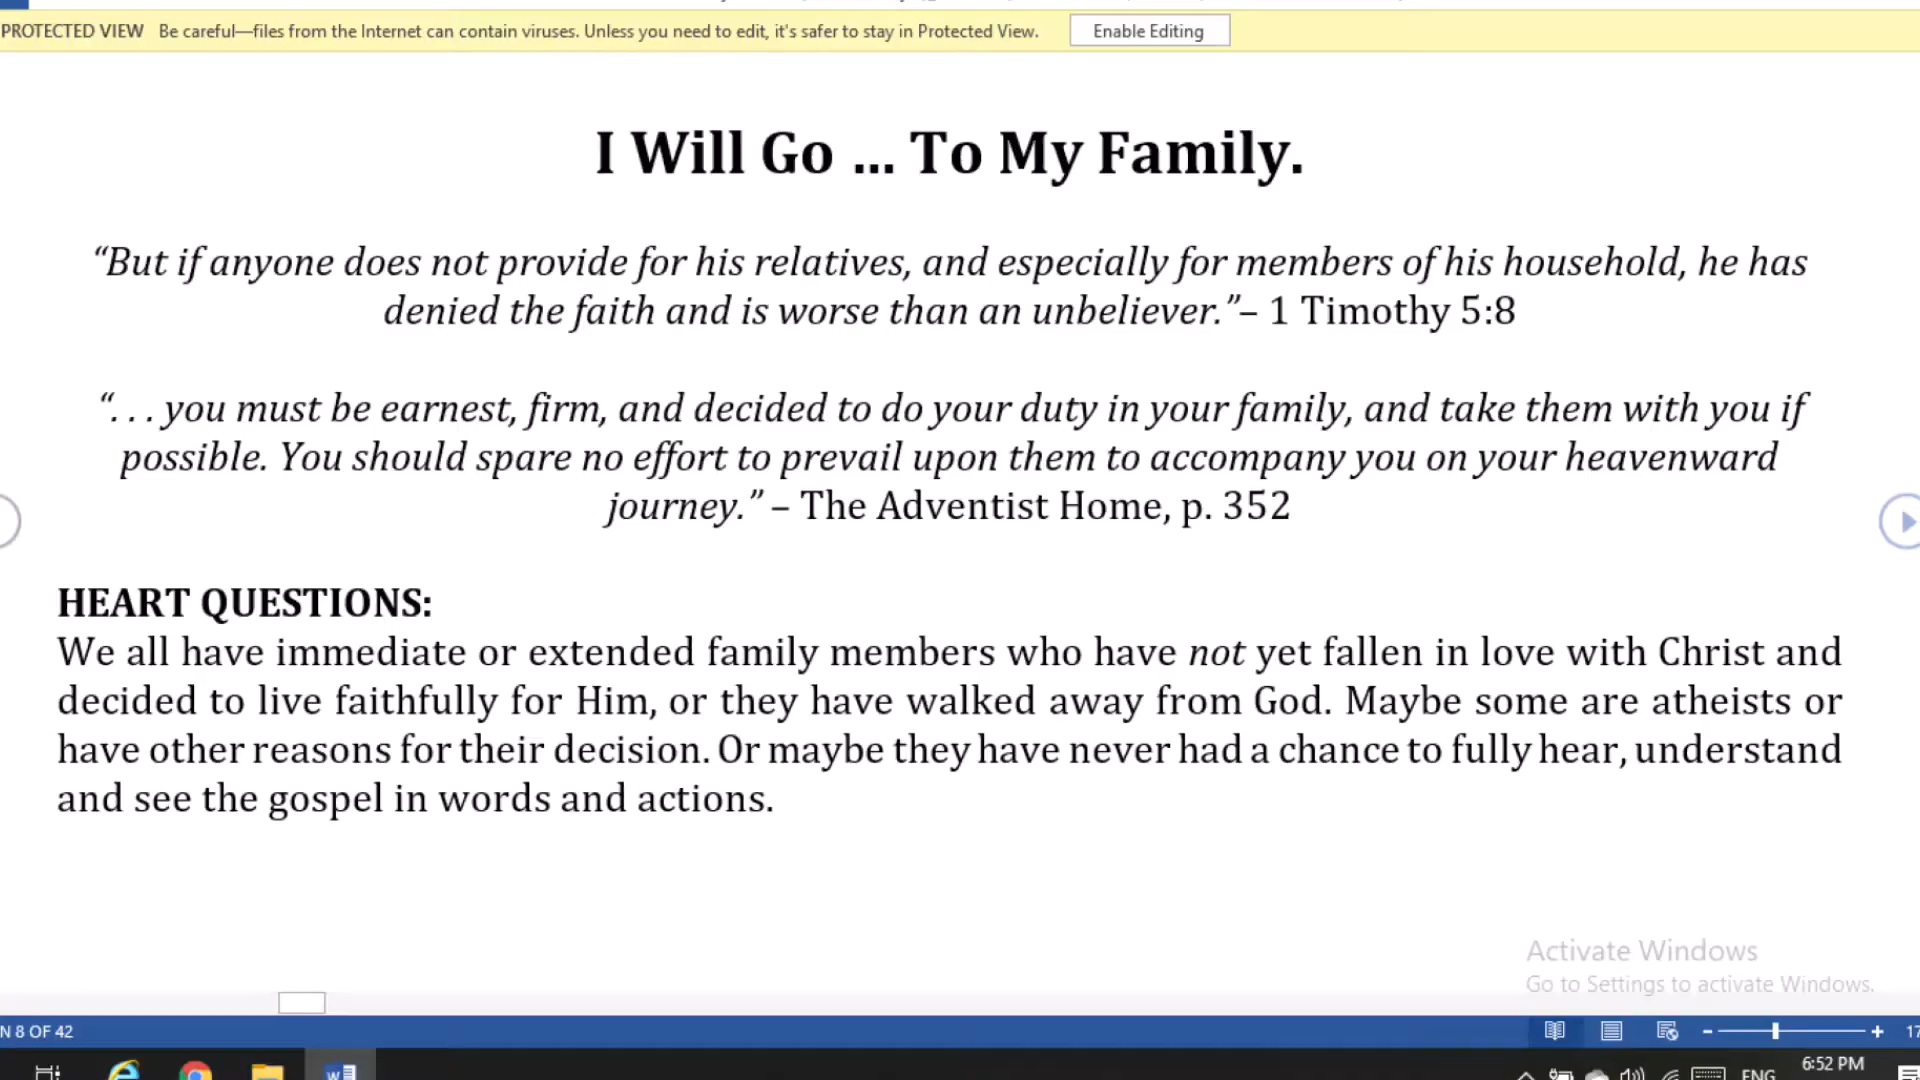 PROTECTED VIEW Be careful—files from the Internet can contain viruses. Unless you need to edit, it's safer to stay in Protected View. Enable Editing
I Will Go ... To My Family.
“But if anyone does not provide for his relatives, and especially for members of his household, he has
denied the faith and is worse than an unbeliever.”– 1 Timothy 5:8
“. . . you must be earnest, firm, and decided to do your duty in your family, and take them with you if
possible. You should spare no effort to prevail upon them to accompany you on your heavenward
journey.” – The Adventist Home, p. 352
HEART QUESTIONS:
We all have immediate or extended family members who have not yet fallen in love with Christ and
decided to live faithfully for Him, or they have walked away from God. Maybe some are atheists or
have other reasons for their decision. Or maybe they have never had a chance to fully hear, understand
and see the gospel in words and actions.
Activate Windows
Go to Settings to activate Windows.
N 8 OF 42
17
6:52 PM
ENG